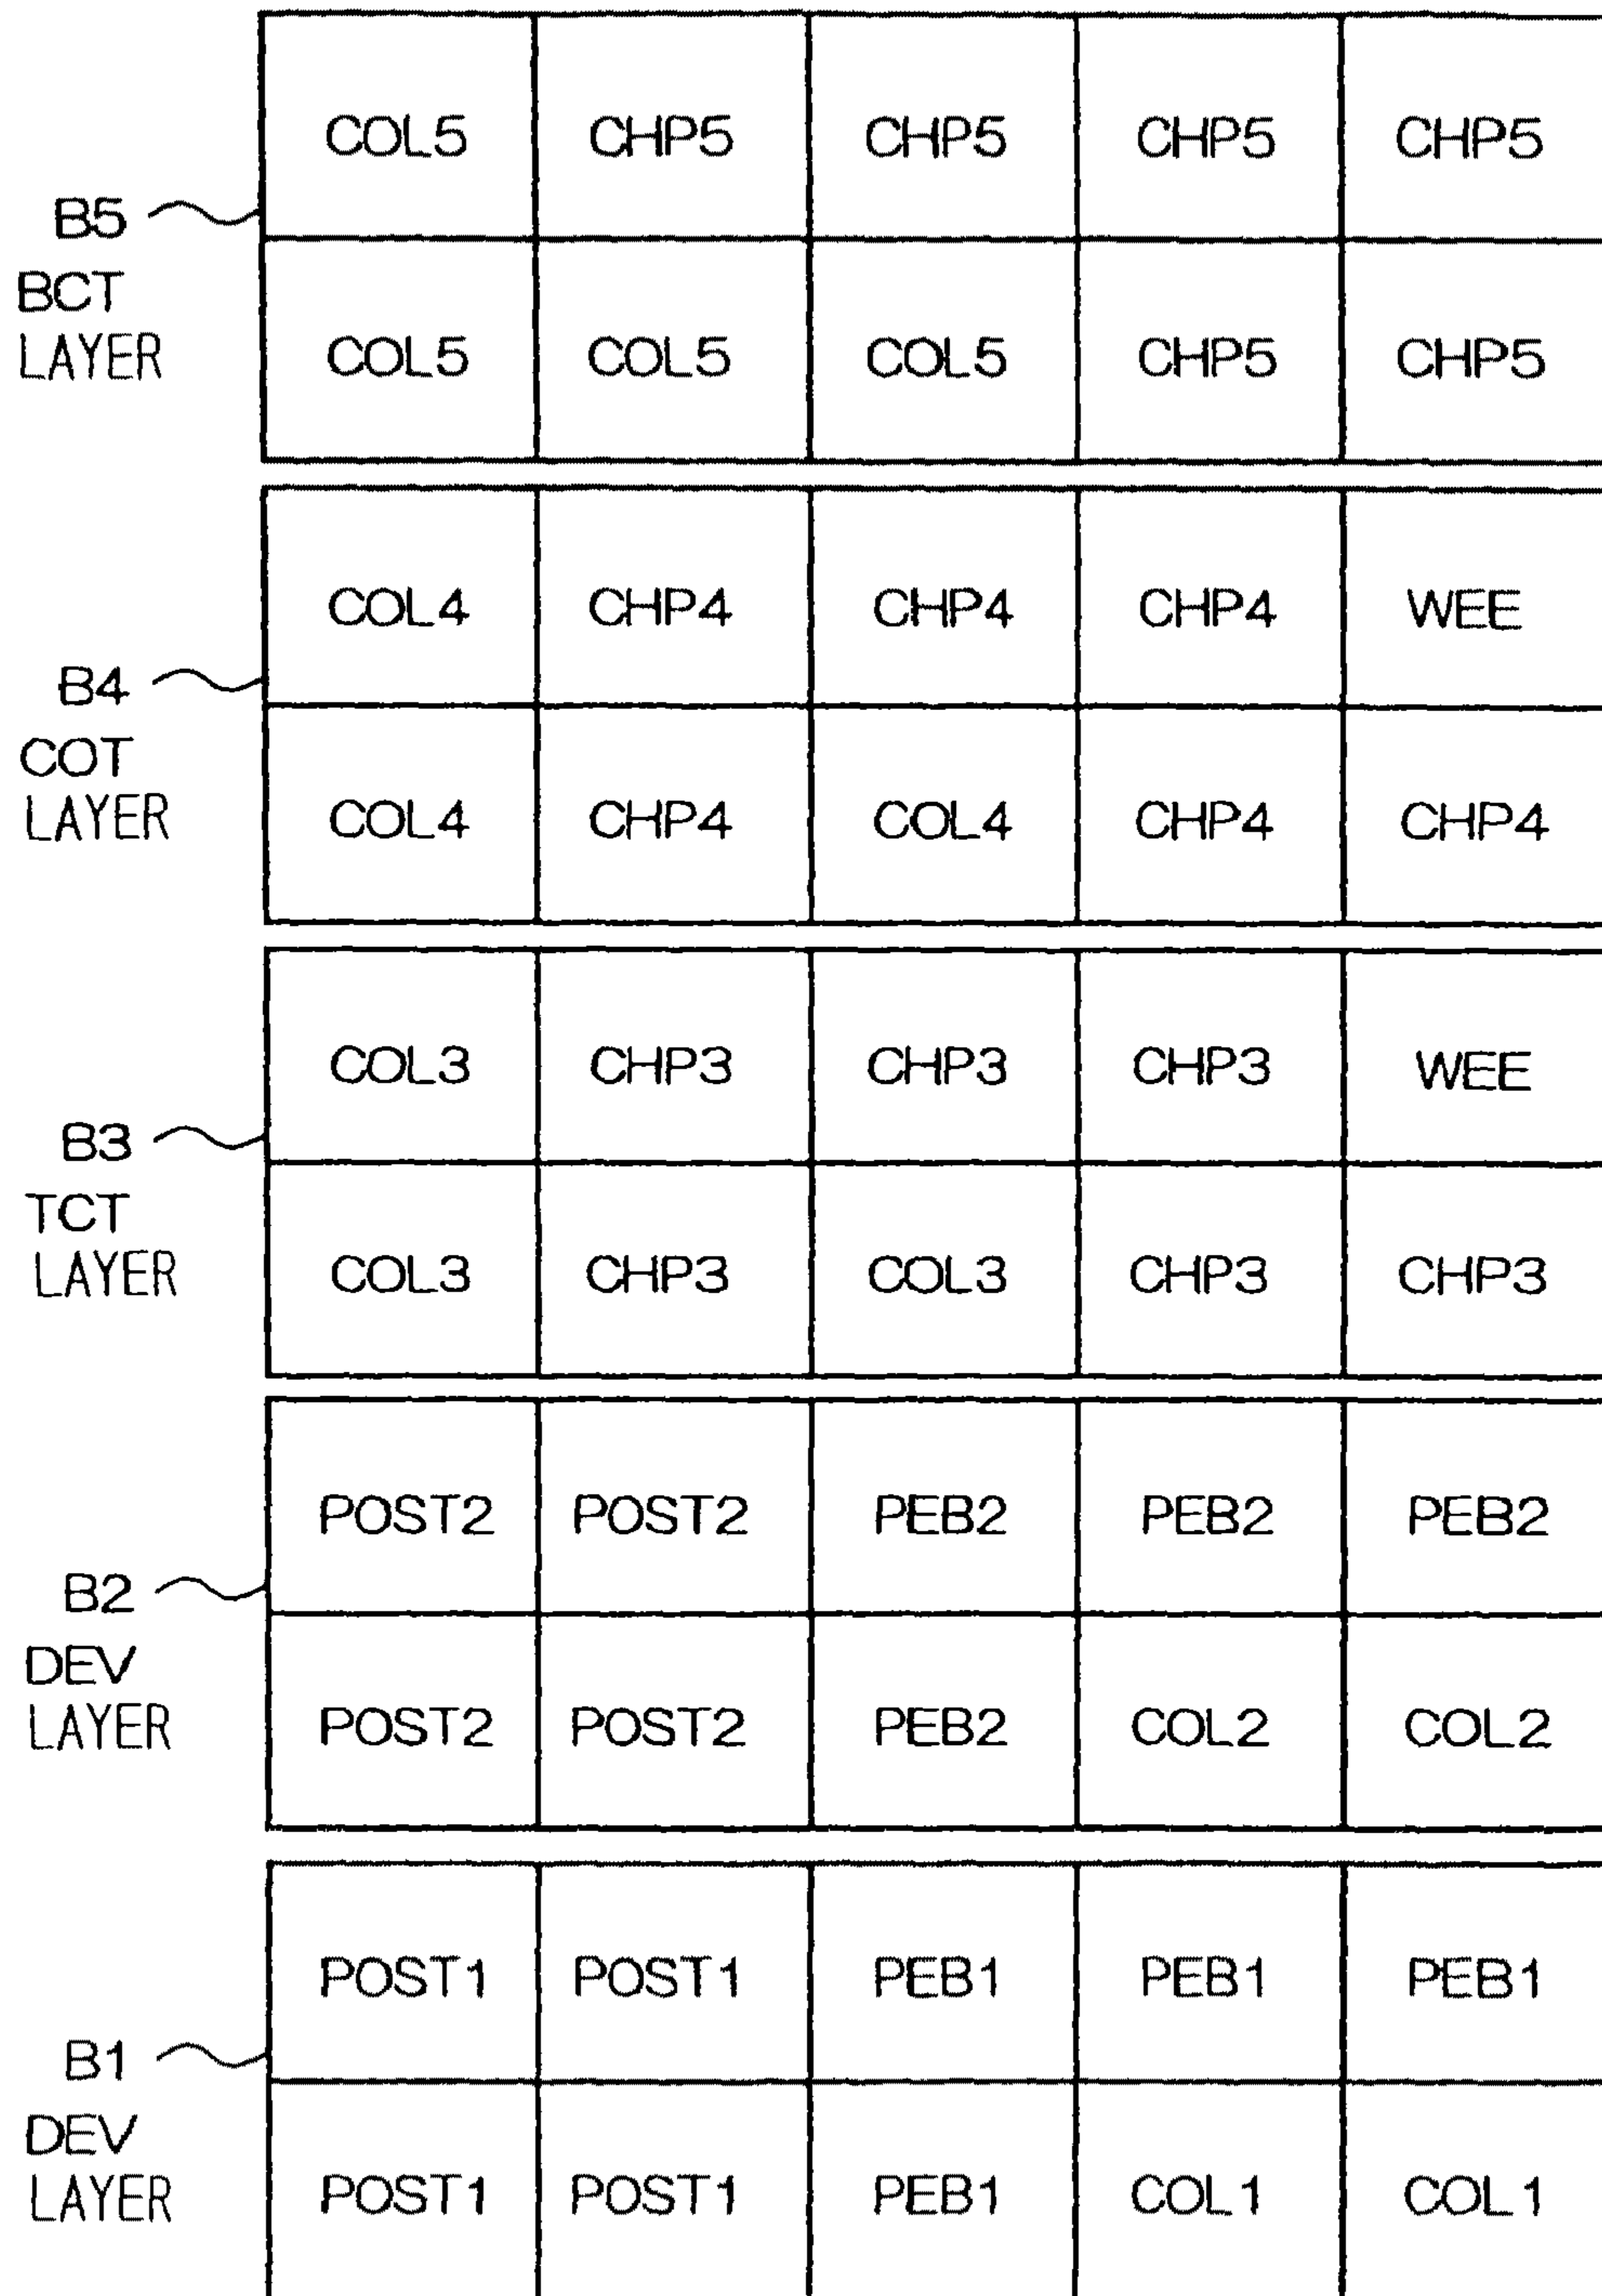 COL5 CHP5 CHP5 CHP5 CHP5
B5
BCT
LAYER
COL5 COL5 COL5 CHP5 CHP5
COL4 CHP4 CHP4 CHP4 WEE
B4
COT
LAYER
COL4 CHP4 COL4 CHP4 CHP4
COL3 CHP3 CHP3 CHP3 WEE
B3
TCT
LAYER
COL3 CHP3 COL3 CHP3 CHP3
POST2 POST2 PEB2 PEB2 PEB2
B2
DEV
LAYER
POST2 POST2 PEB2 COL2 COL2
POST1 POST1 PEB1 PEB1 PEB1
B1
DEV
LAYER
POST1 POST1 PEB1 COL1 COL1